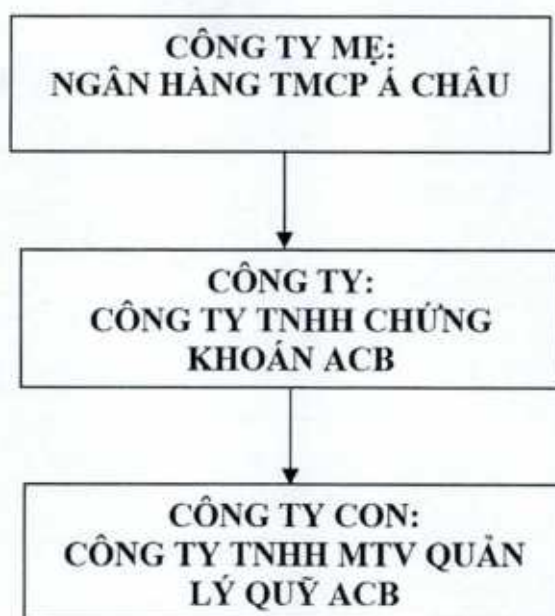 CÔNG TY MẸ:
NGÂN HÀNG TMCP Á CHÂU
CÔNG TY:
CÔNG TY TNHH CHỨNG
KHOÁN ACB
CÔNG TY CON:
CÔNG TY TNHH MTV QUẢN
LÝ QUỸ ACB